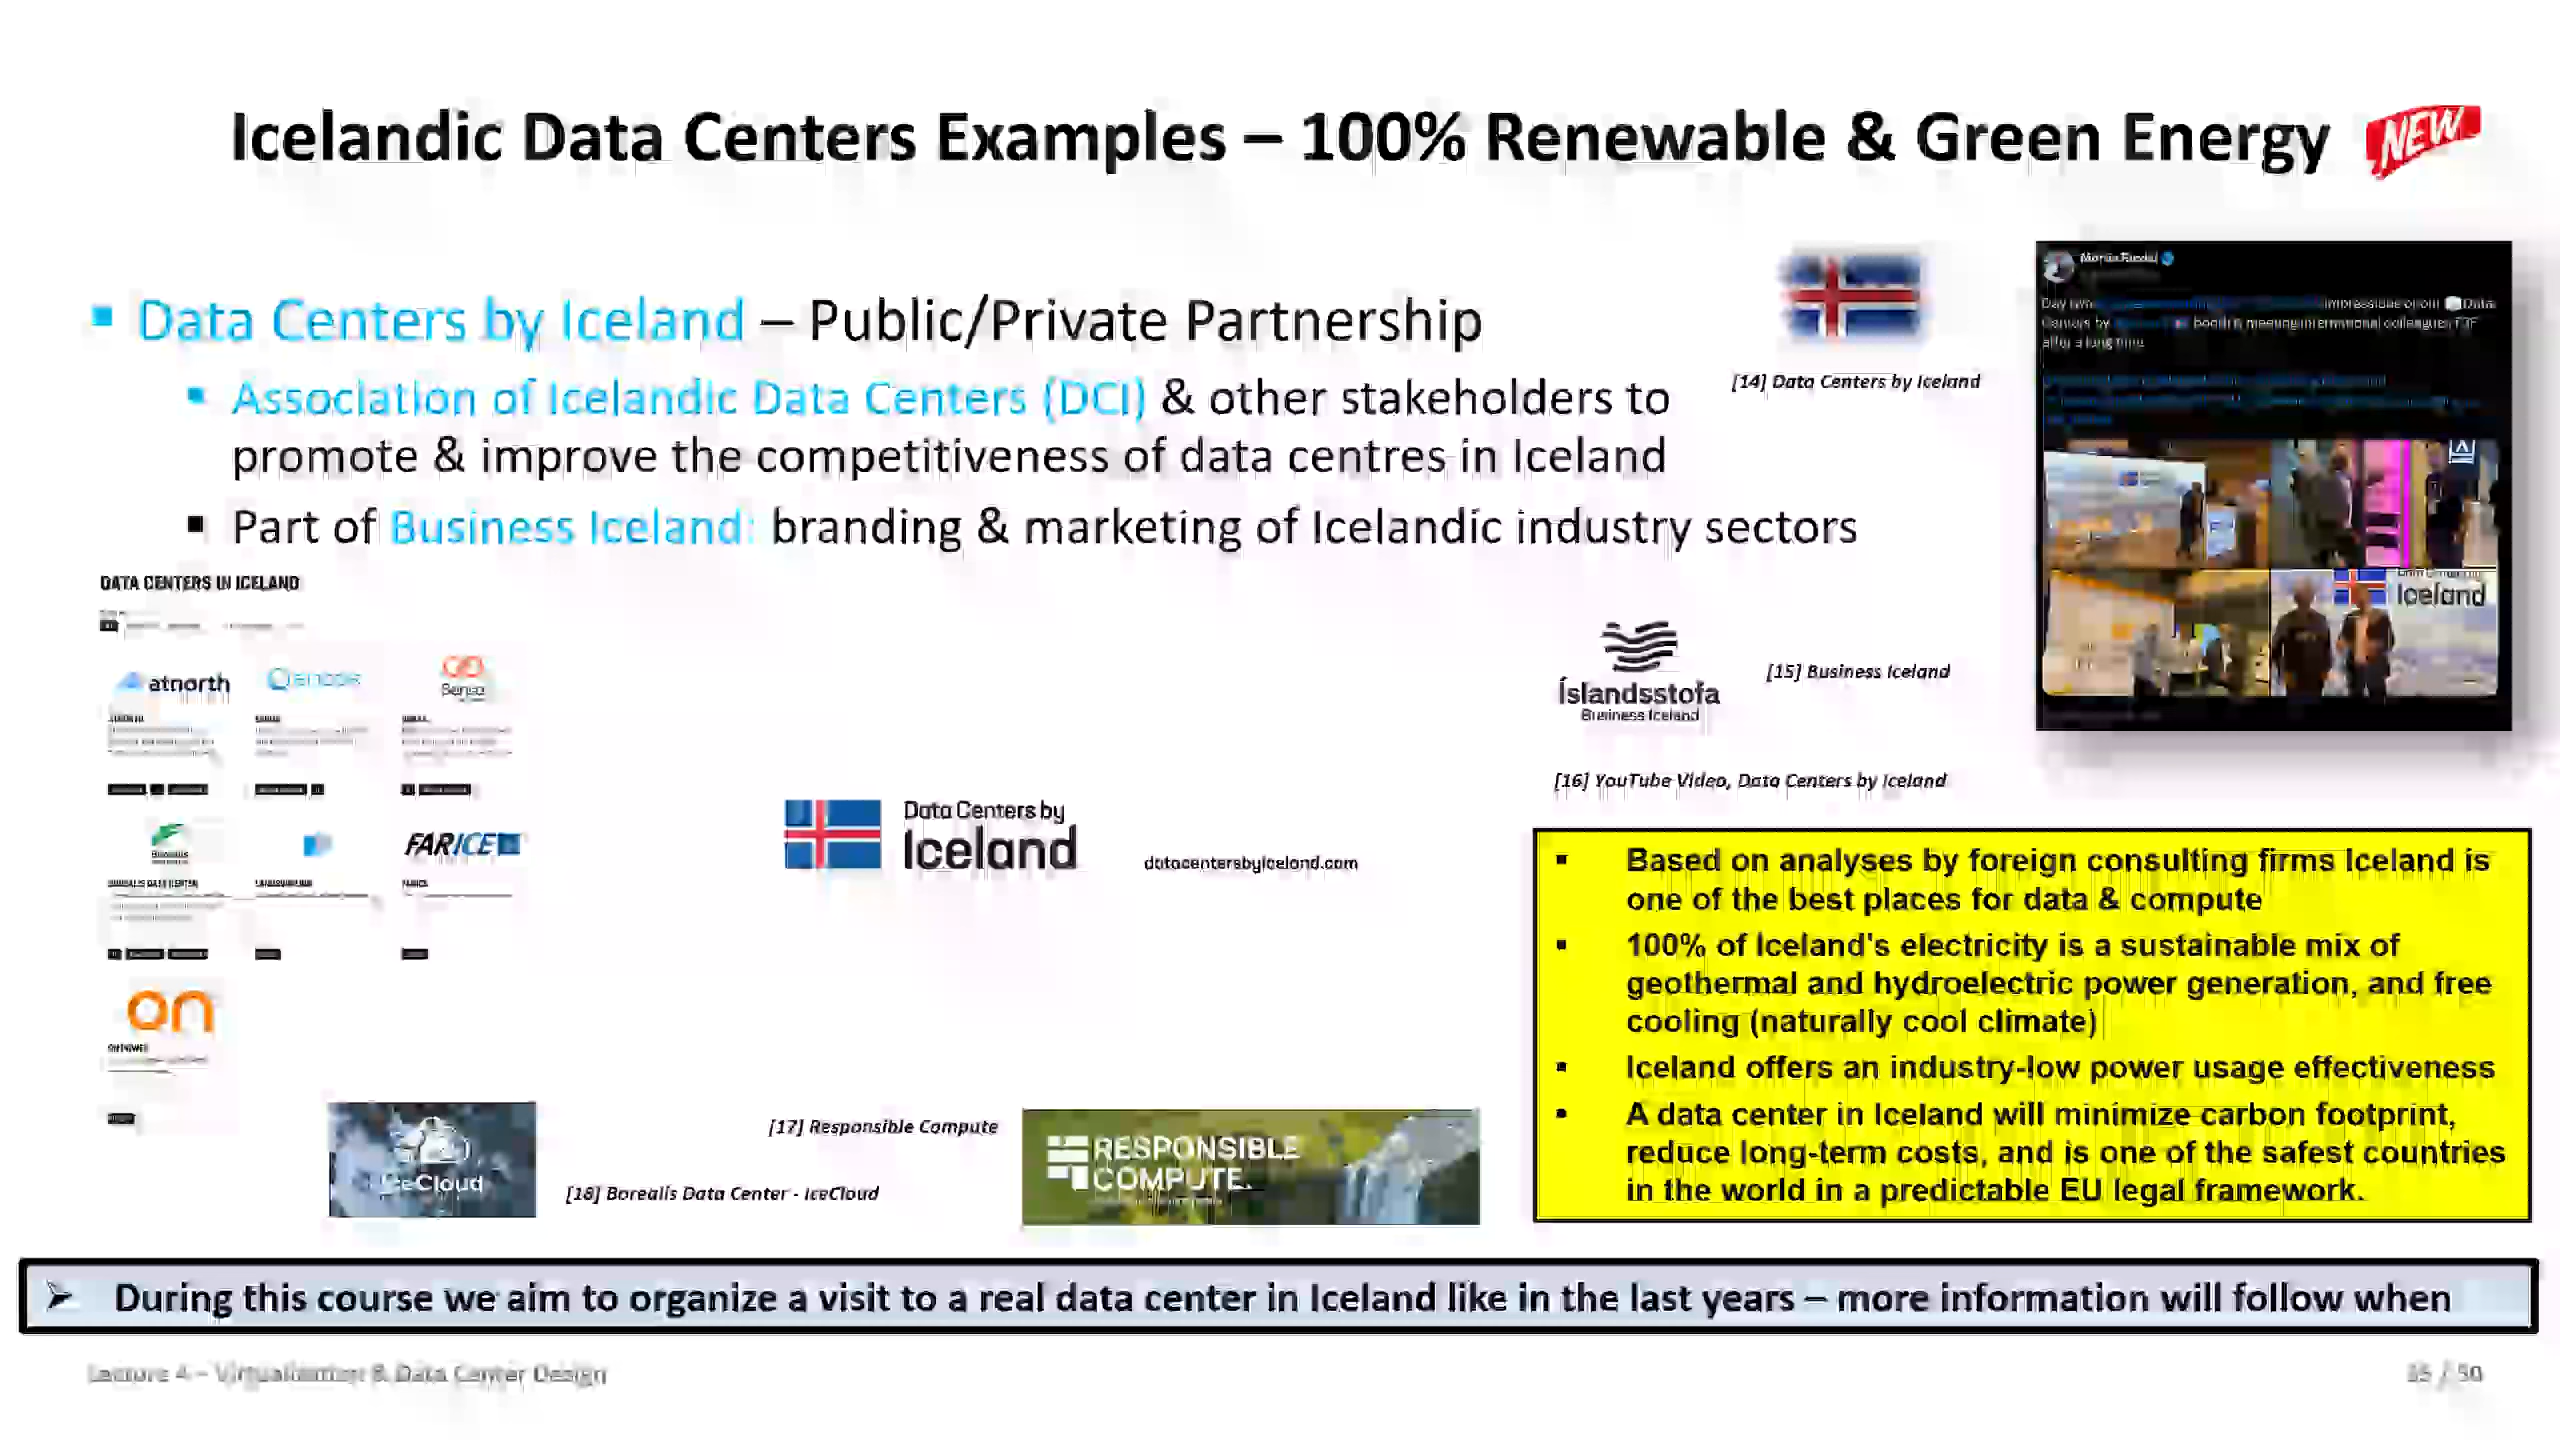 Icelandic Data Centers Examples – 100% Renewable & Green Energy
NEW
Data Centers by Iceland – Public/Private Partnership
Association of Icelandic Data Centers (DCI) & other stakeholders to
promote & improve the competitiveness of data centres in Iceland
Part of Business Iceland: branding & marketing of Icelandic industry sectors
[14] Data Centers by Iceland
after a long time
Iceland
DATA CENTERS IN ICELAND
atnorth
FARICE
on
Data Centers by
Iceland
datacentersbyiceland.com
Íslandsstofa
Business Iceland
[15] Business Iceland
[16] YouTube Video, Data Centers by Iceland
Based on analyses by foreign consulting firms Iceland is
one of the best places for data & compute
100% of Iceland's electricity is a sustainable mix of
geothermal and hydroelectric power generation, and free
cooling (naturally cool climate)
Iceland offers an industry-low power usage effectiveness
A data center in Iceland will minimize carbon footprint,
reduce long-term costs, and is one of the safest countries
in the world in a predictable EU legal framework.
IceCloud
[18] Borealis Data Center - IceCloud
[17] Responsible Compute
RESPONSIBLE
COMPUTE.
During this course we aim to organize a visit to a real data center in Iceland like in the last years – more information will follow when
Lecture 4 – Virtualization & Data Center Design